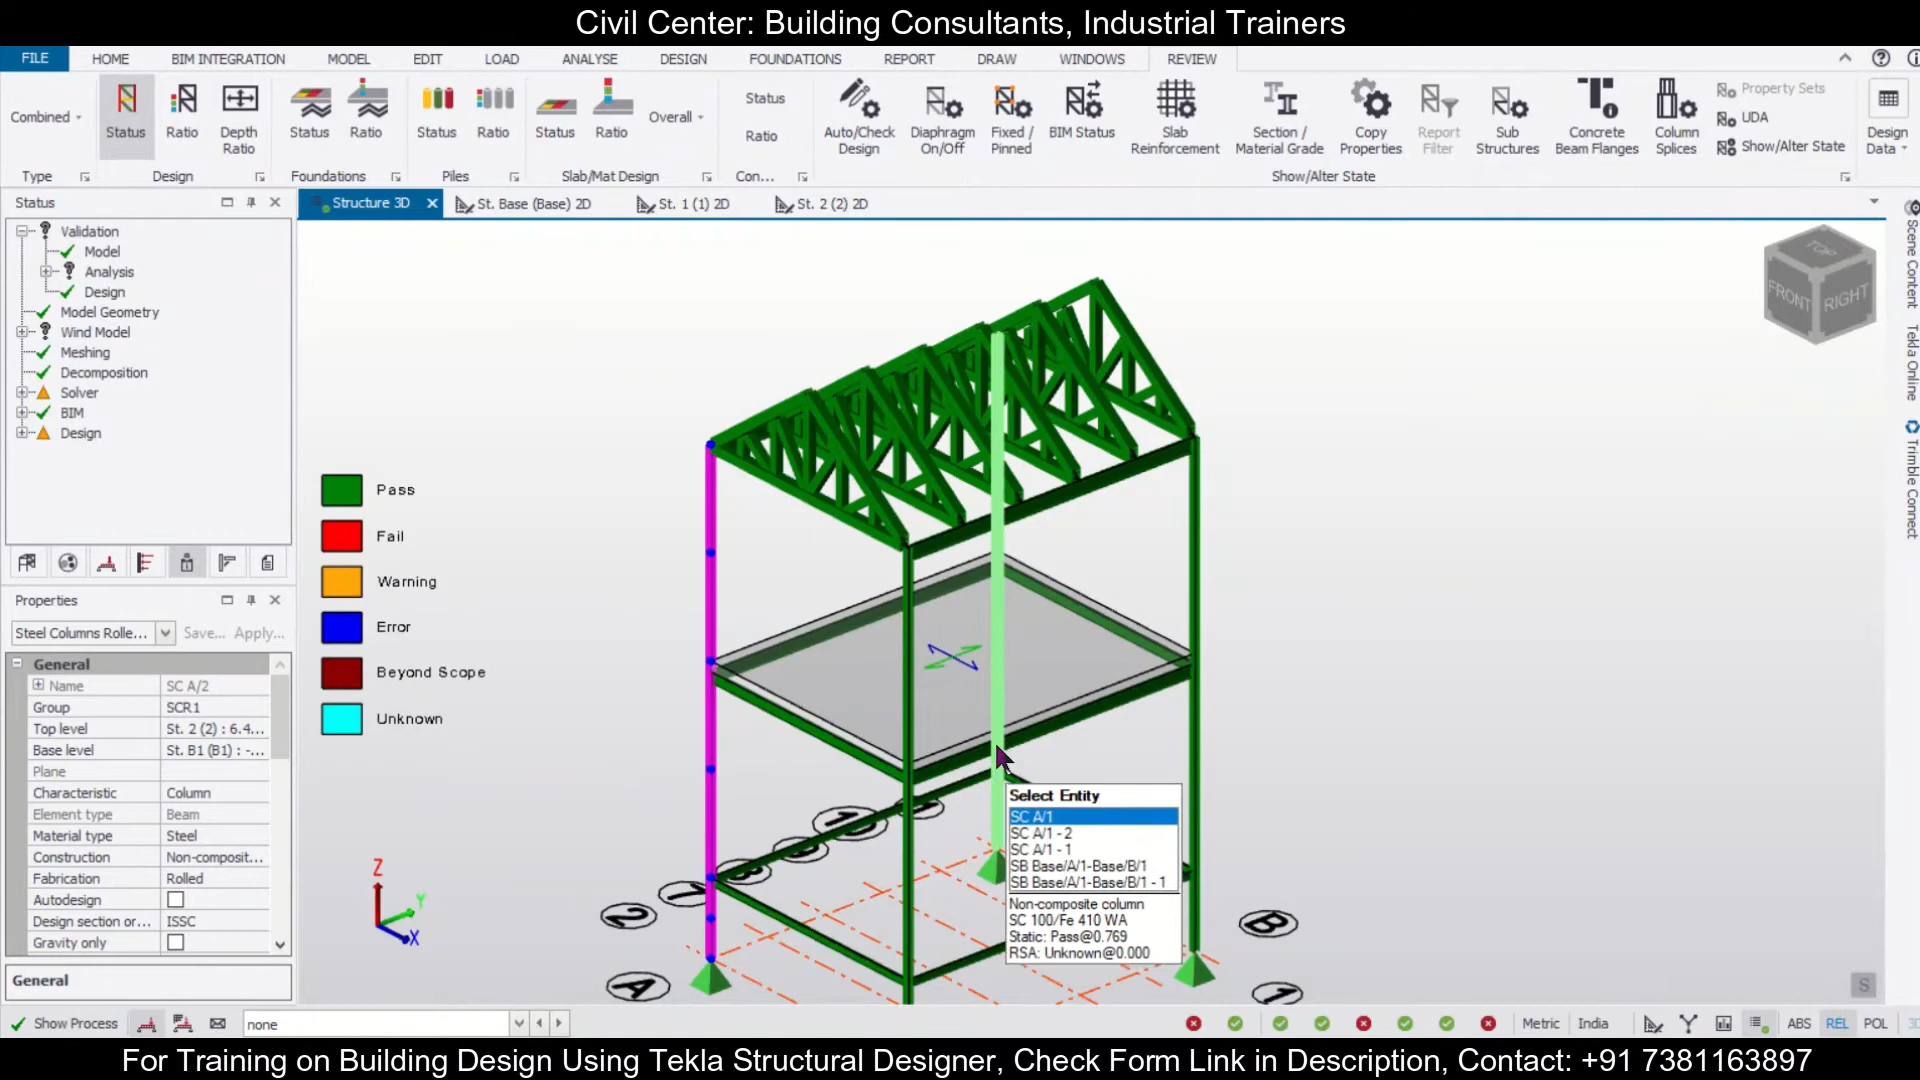 Civil Center: Building Consultants, Industrial Trainers
FILE HOME BIM INTEGRATION MODEL EDIT LOAD ANALYSE DESIGN FOUNDATIONS REPORT DRAW WINDOWS REVIEW
Combined
Type
Status
Ratio
Depth
Ratio
Design
Status
Ratio
Foundations
Status
Ratio
Piles
Status
Ratio
Overall
Slab/Mat Design
Status
Ratio
Con...
Auto/Check
Design
Diaphragm
On/Off
Fixed /
Pinned
BIM Status
Slab
Reinforcement
Section /
Material Grade
Copy
Properties
Report
Filter
Sub
Structures
Concrete
Beam Flanges
Column
Splices
Property Sets
UDA
Show/Alter State
Show/Alter State
Design
Data
Status
Validation
Model
Analysis
Design
Model Geometry
Wind Model
Meshing
Decomposition
Solver
BIM
Design
Structure 3D
St. Base (Base) 2D
St. 1 (1) 2D
St. 2 (2) 2D
TOP
FRONT
RIGHT
Scene Content
Tekla Online
Trimble Connect
Pass
Fail
Warning
Error
Beyond Scope
Unknown
Properties
Steel Columns Rolle... Save... Apply...
General
Name SC A/2
Group SCR1
Top level St. 2 (2) : 6.4...
Base level St. B1 (B1) : -...
Plane
Characteristic Column
Element type Beam
Material type Steel
Construction Non-composit...
Fabrication Rolled
Autodesign
Design section or... ISSC
Gravity only
General
Z
Y
X
2
A
B
1
Select Entity
SC A/1
SC A/1 - 2
SC A/1 - 1
SB Base/A/1-Base/B/1
SB Base/A/1-Base/B/1 - 1
Non-composite column
SC 100/Fe 410 WA
Static: Pass@0.769
RSA: Unknown@0.000
S
Show Process
none
Metric India ABS REL POL
For Training on Building Design Using Tekla Structural Designer, Check Form Link in Description, Contact: +91 7381163897